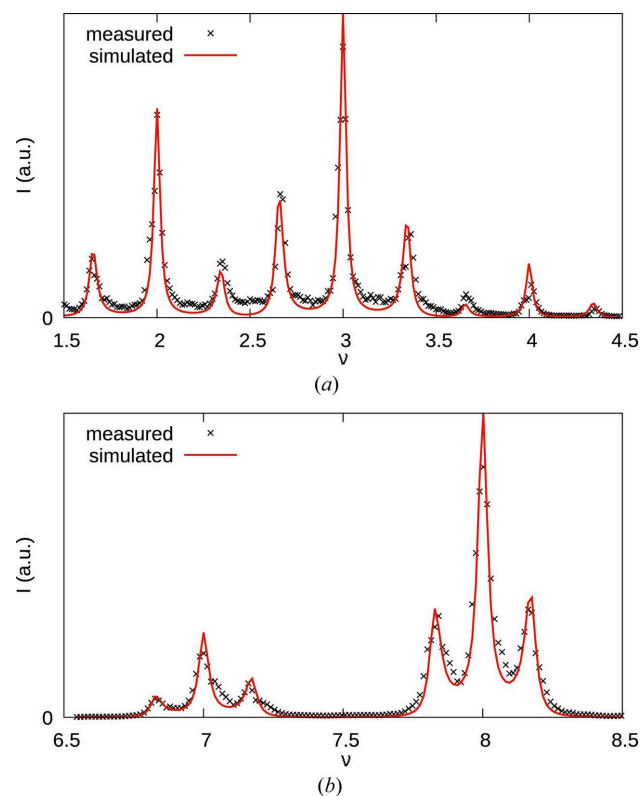 measured
simulated
I (a.u.)
0
1.5 2 2.5 3 3.5 4 4.5
ν
(a)
measured
simulated
I (a.u.)
0
6.5 7 7.5 8 8.5
ν
(b)